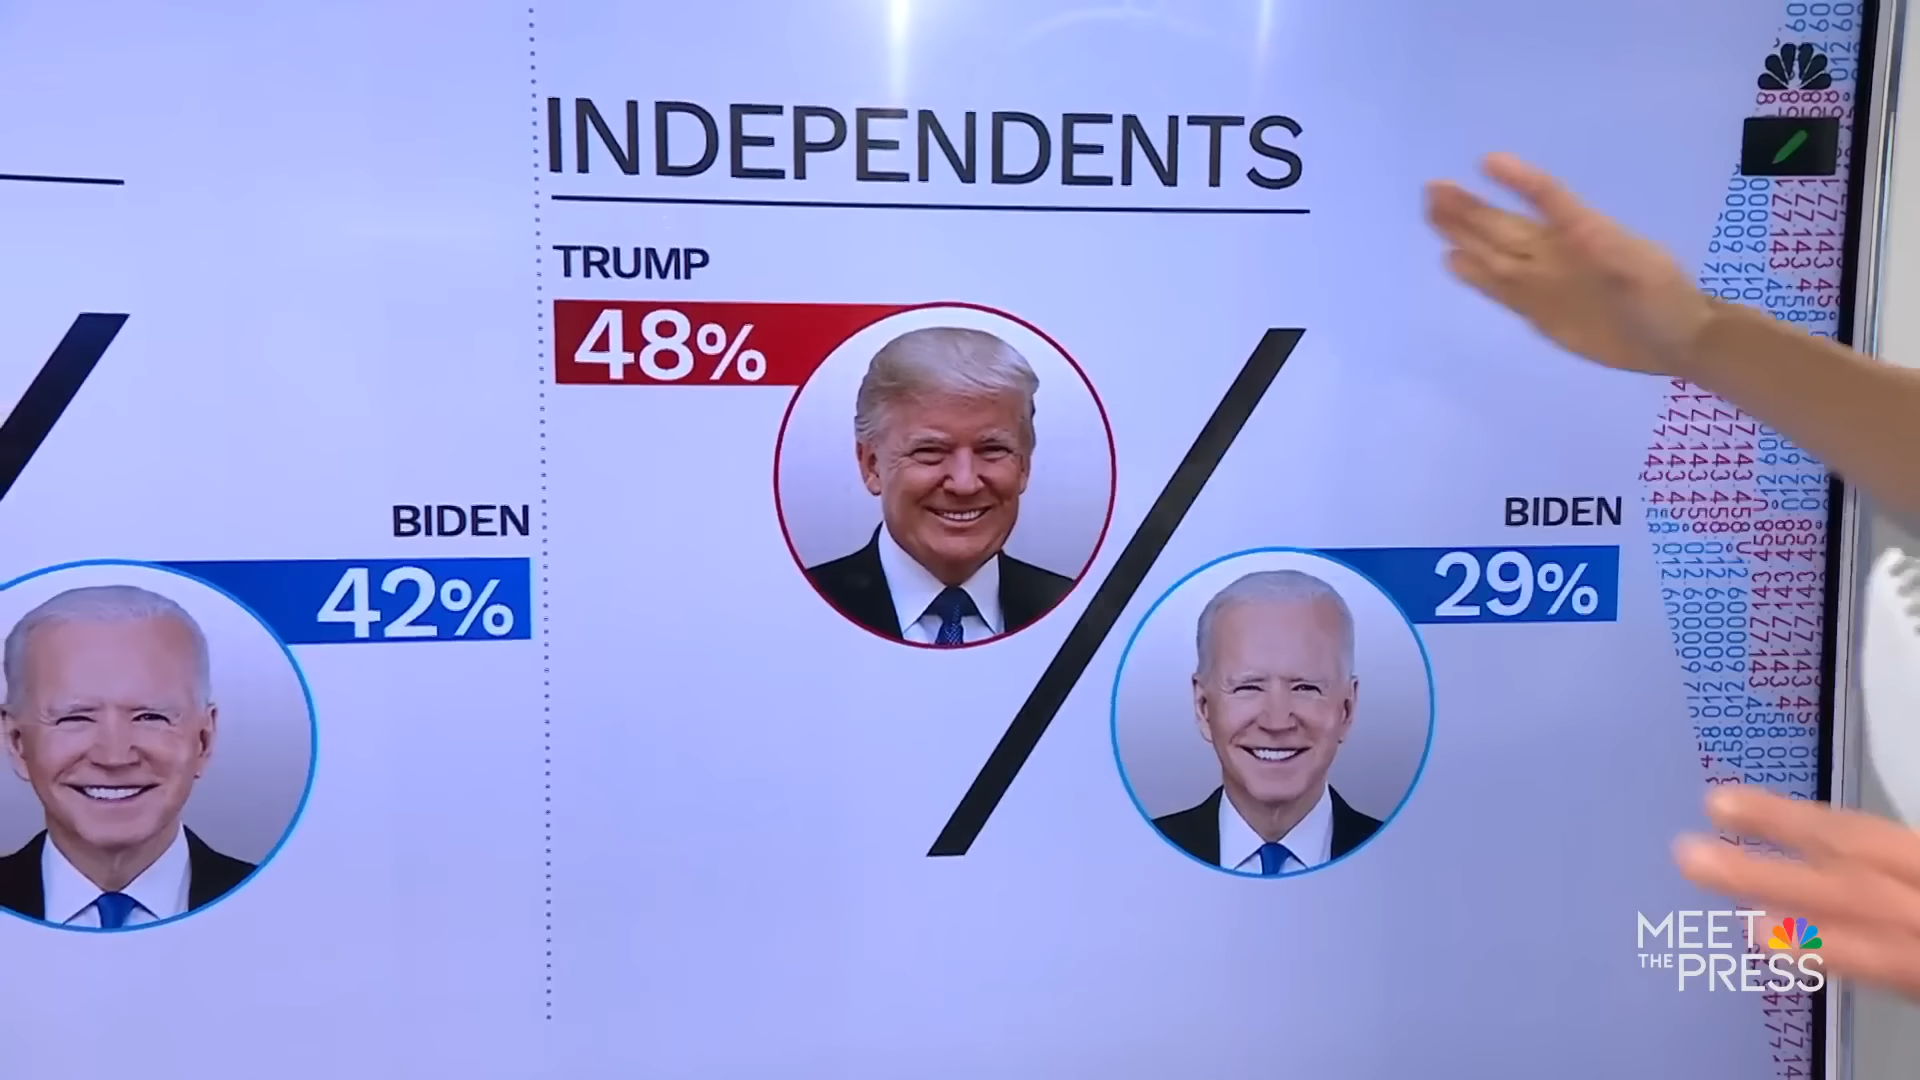 INDEPENDENTS
TRUMP
48%
BIDEN
42%
BIDEN
29%
MEET
THE PRESS